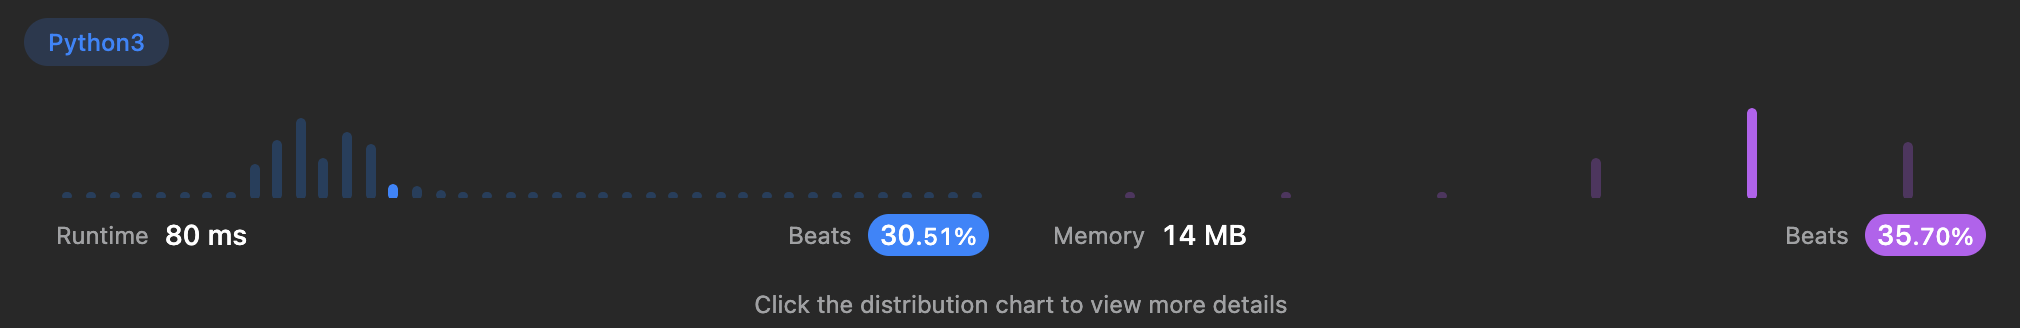 Python3
Runtime 80 ms Beats 30.51% Memory 14 MB Beats 35.70%
Click the distribution chart to view more details